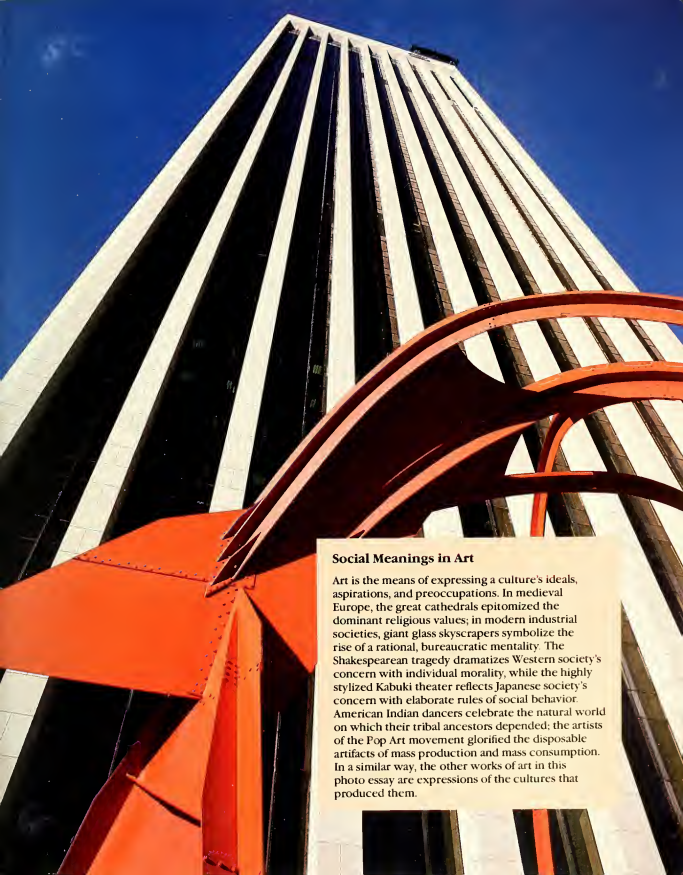 Social Meanings in Art
Art is the means of expressing a culture's ideals,
aspirations, and preoccupations. In medieval
Europe, the great cathedrals epitomized the
dominant religious values; in modern industrial
societies, giant glass skyscrapers symbolize the
rise of a rational, bureaucratic mentality. The
Shakespearean tragedy dramatizes Western society's
concern with individual morality, while the highly
stylized Kabuki theater reflects Japanese society's
concern with elaborate rules of social behavior.
American Indian dancers celebrate the natural world
on which their tribal ancestors depended; the artists
of the Pop Art movement glorified the disposable
artifacts of mass production and mass consumption.
In a similar way, the other works of art in this
photo essay are expressions of the cultures that
produced them.